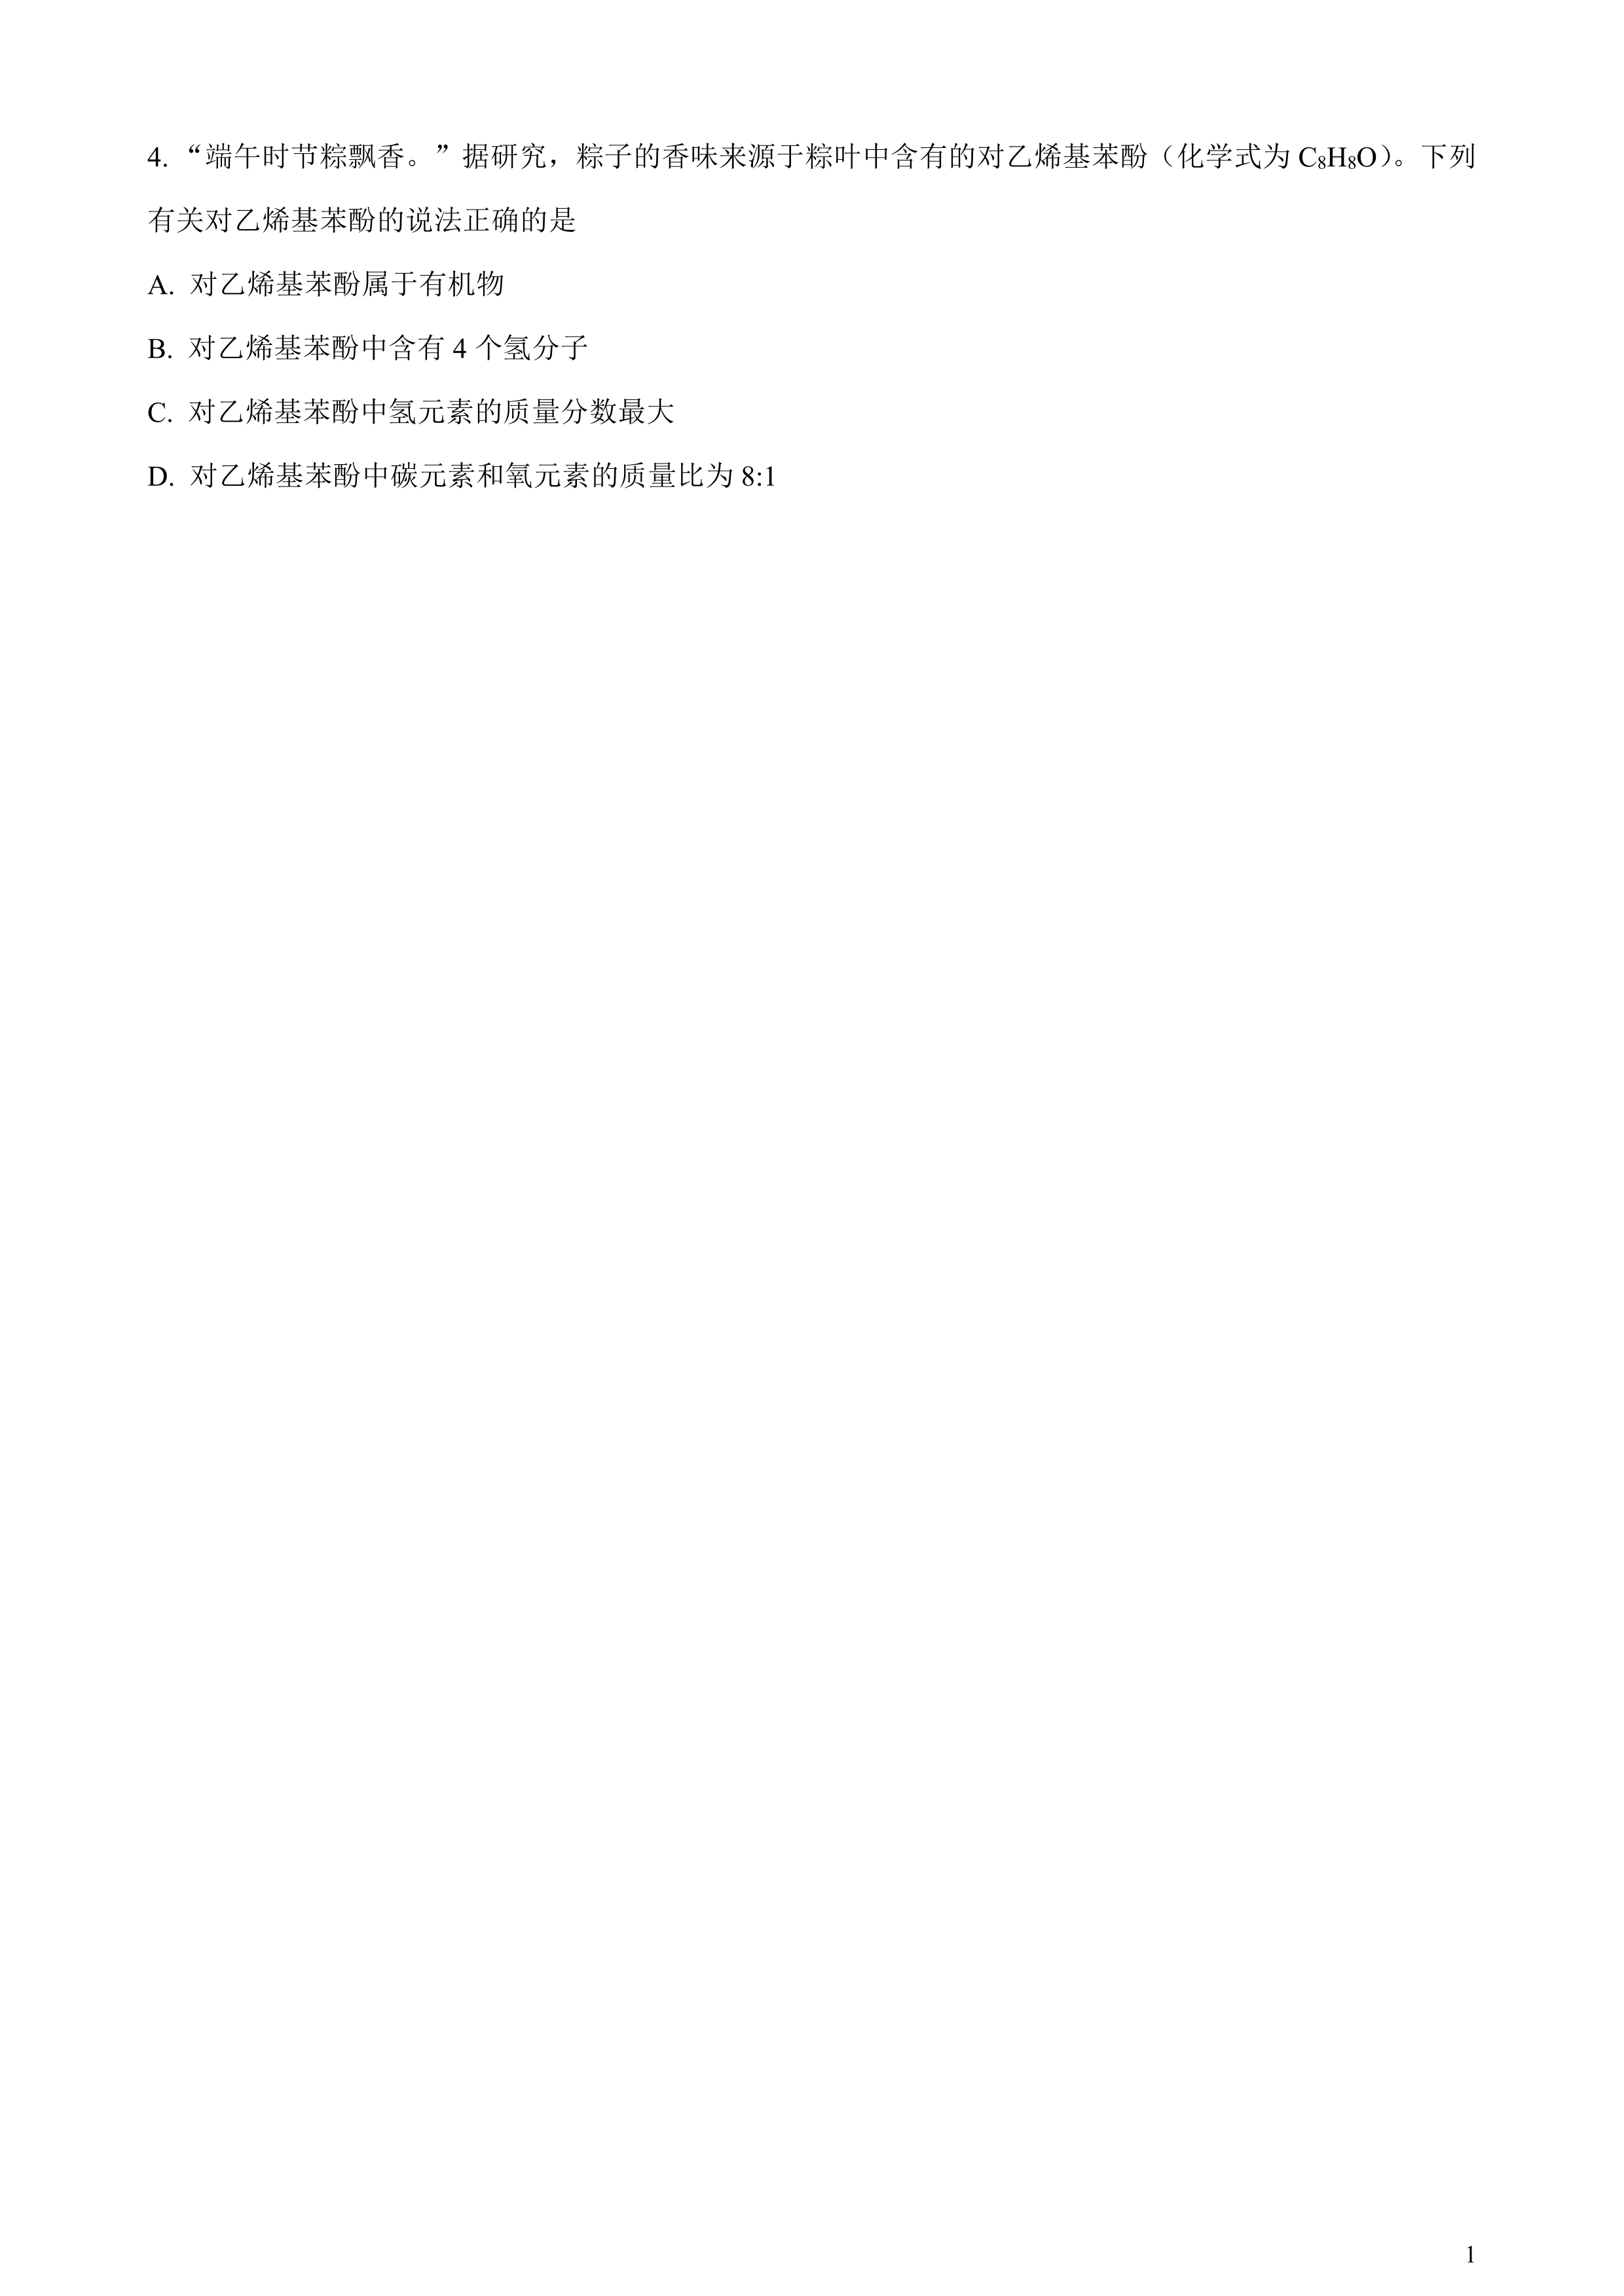 4. “端午时节粽飘香。”据研究，粽子的香味来源于粽叶中含有的对乙烯基苯酚（化学式为 C₈H₈O）。下列
有关对乙烯基苯酚的说法正确的是
A. 对乙烯基苯酚属于有机物
B. 对乙烯基苯酚中含有 4 个氢分子
C. 对乙烯基苯酚中氢元素的质量分数最大
D. 对乙烯基苯酚中碳元素和氧元素的质量比为 8:1
1